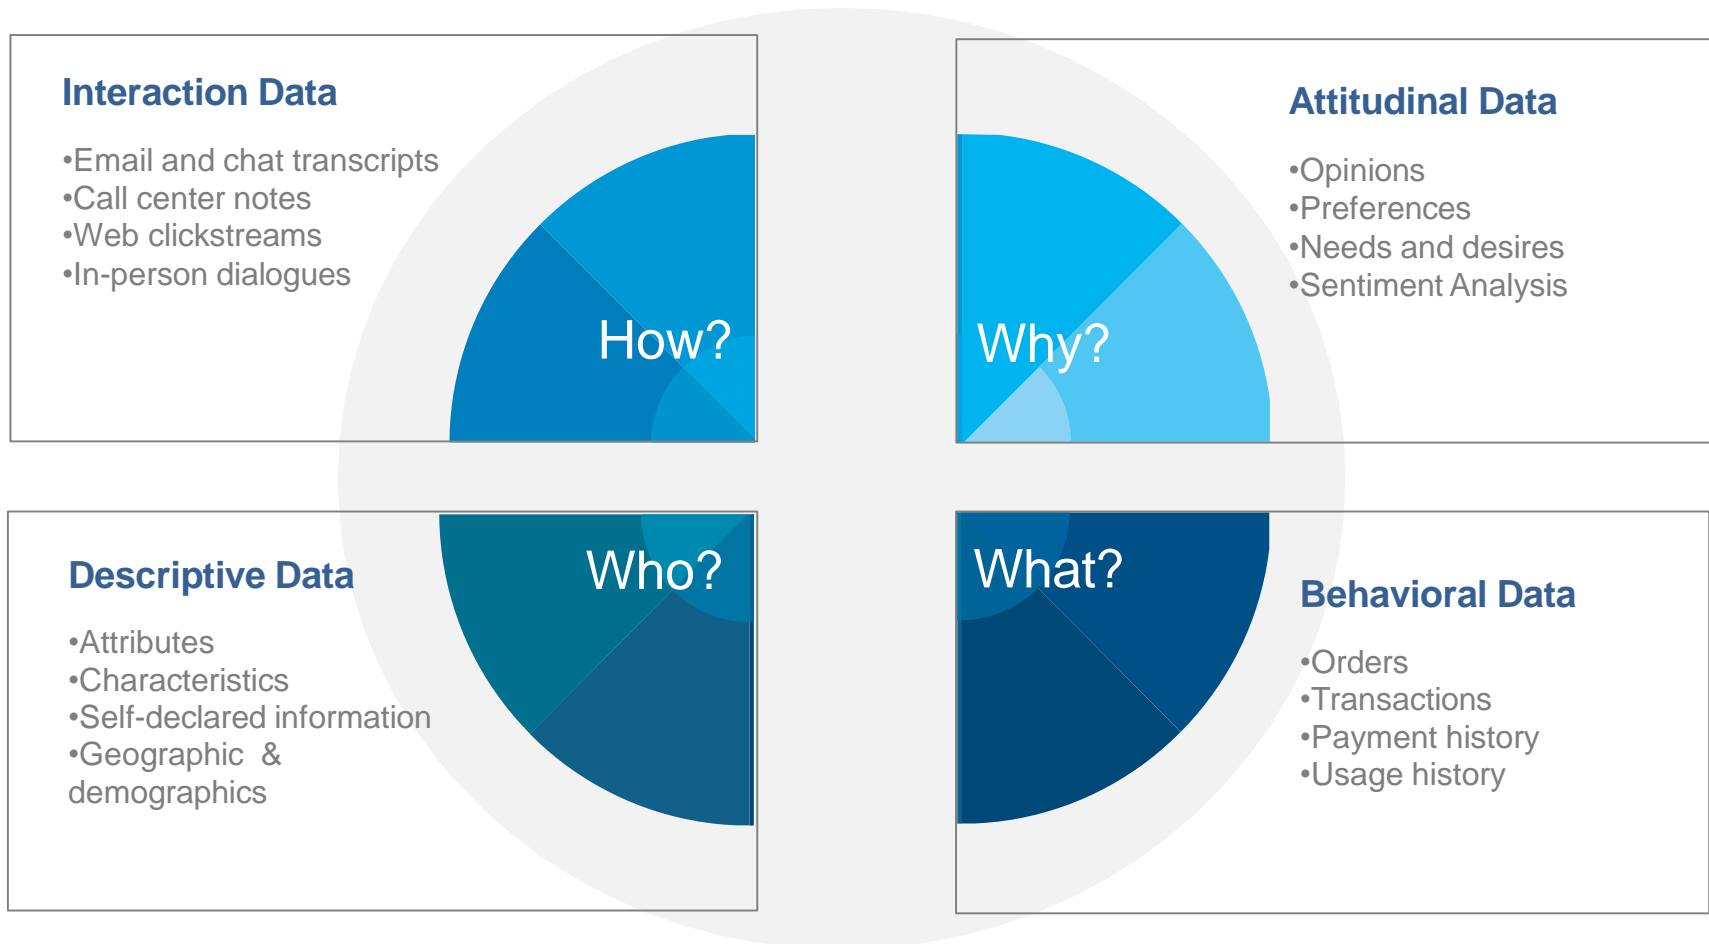 Interaction Data
•Email and chat transcripts
•Call center notes
•Web clickstreams
•In-person dialogues
How?
Attitudinal Data
•Opinions
•Preferences
•Needs and desires
•Sentiment Analysis
Why?
Descriptive Data
•Attributes
•Characteristics
•Self-declared information
•Geographic  &
demographics
Who?
What?
Behavioral Data
•Orders
•Transactions
•Payment history
•Usage history